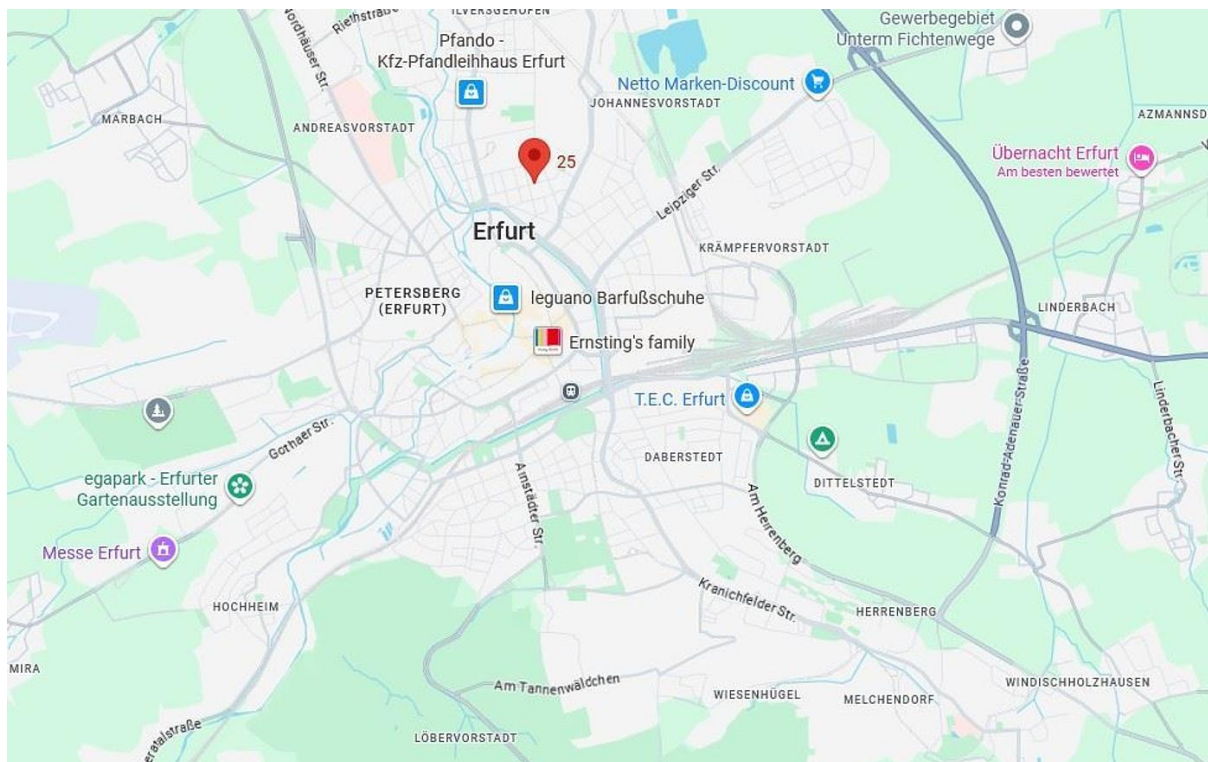 ILVERSGEHOFEN
Riethstraße
Nordhäuser Str.
Pfando -
Kfz-Pfandleihhaus Erfurt
Gewerbegebiet
Unterm Fichtenwege
Netto Marken-Discount
JOHANNESVORSTADT
MARBACH
ANDREASVORSTADT
AZMANNSD
25
Übernacht Erfurt
Am besten bewertet
Leipziger Str.
Erfurt
KRÄMPFERVORSTADT
PETERSBERG
(ERFURT)
leguano Barfußschuhe
LINDERBACH
Ernsting's family
T.E.C. Erfurt
Konrad-Adenauer-Straße
Linderbacher Str.
Gothaer Str.
DABERSTEDT
egapark - Erfurter
Gartenausstellung
DITTELSTEDT
Arnstädter Str.
Am Herrenberg
Messe Erfurt
Kranichfelder Str.
HOCHHEIM
HERRENBERG
MIRA
Am Tannenwäldchen
WIESENHÜGEL
MELCHENDORF
WINDISCHHOLZHAUSEN
eratalstraße
LÖBERVORSTADT